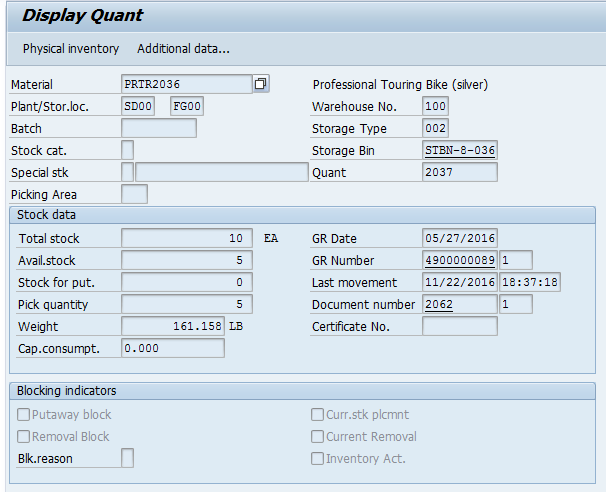 Display Quant
Physical inventory Additional data...
Material PRTR2036 Professional Touring Bike (silver)
Plant/Stor.loc. SD00 FG00 Warehouse No. 100
Batch Storage Type 002
Stock cat. Storage Bin STBN-8-036
Special stk Quant 2037
Picking Area
Stock data
Total stock 10 EA GR Date 05/27/2016
Avail.stock 5 GR Number 4900000089 1
Stock for put. 0 Last movement 11/22/2016 18:37:18
Pick quantity 5 Document number 2062 1
Weight 161.158 LB Certificate No.
Cap.consumpt. 0.000
Blocking indicators
Putaway block Curr.stk plcmnt
Removal Block Current Removal
Blk.reason Inventory Act.